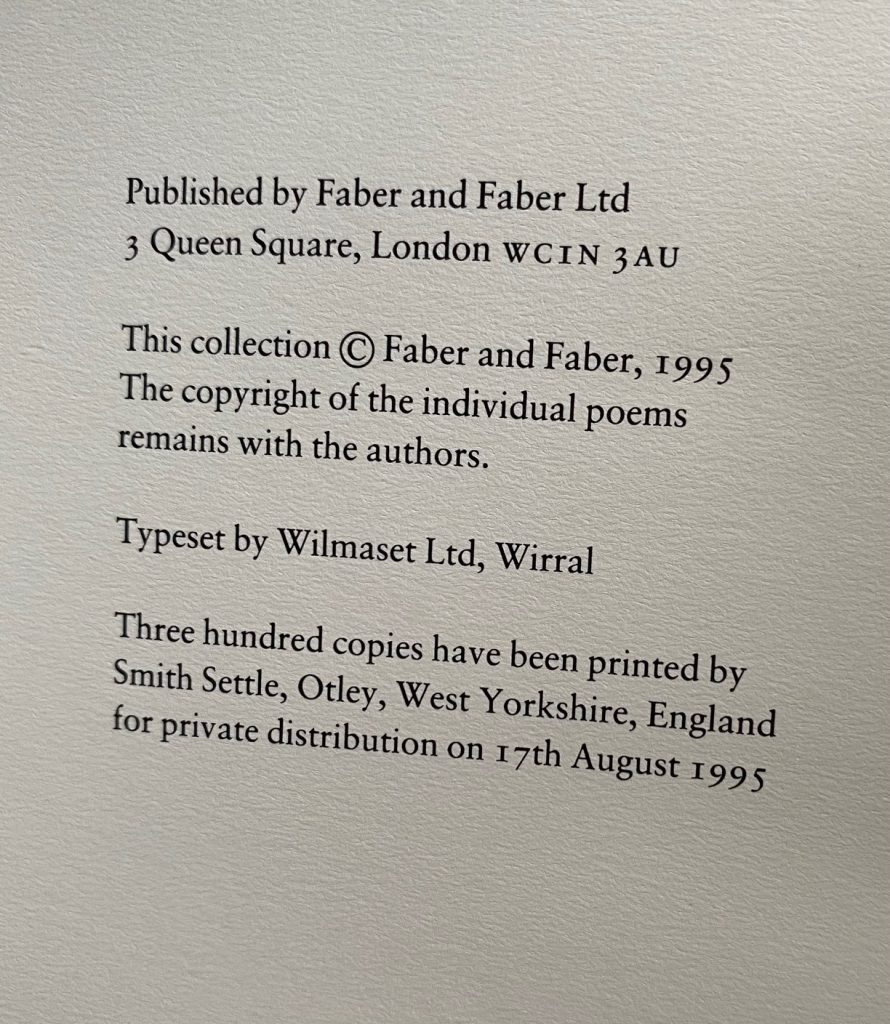 Published by Faber and Faber Ltd
3 Queen Square, London WC1N 3AU
This collection © Faber and Faber, 1995
The copyright of the individual poems
remains with the authors.
Typeset by Wilmaset Ltd, Wirral
Three hundred copies have been printed by
Smith Settle, Otley, West Yorkshire, England
for private distribution on 17th August 1995